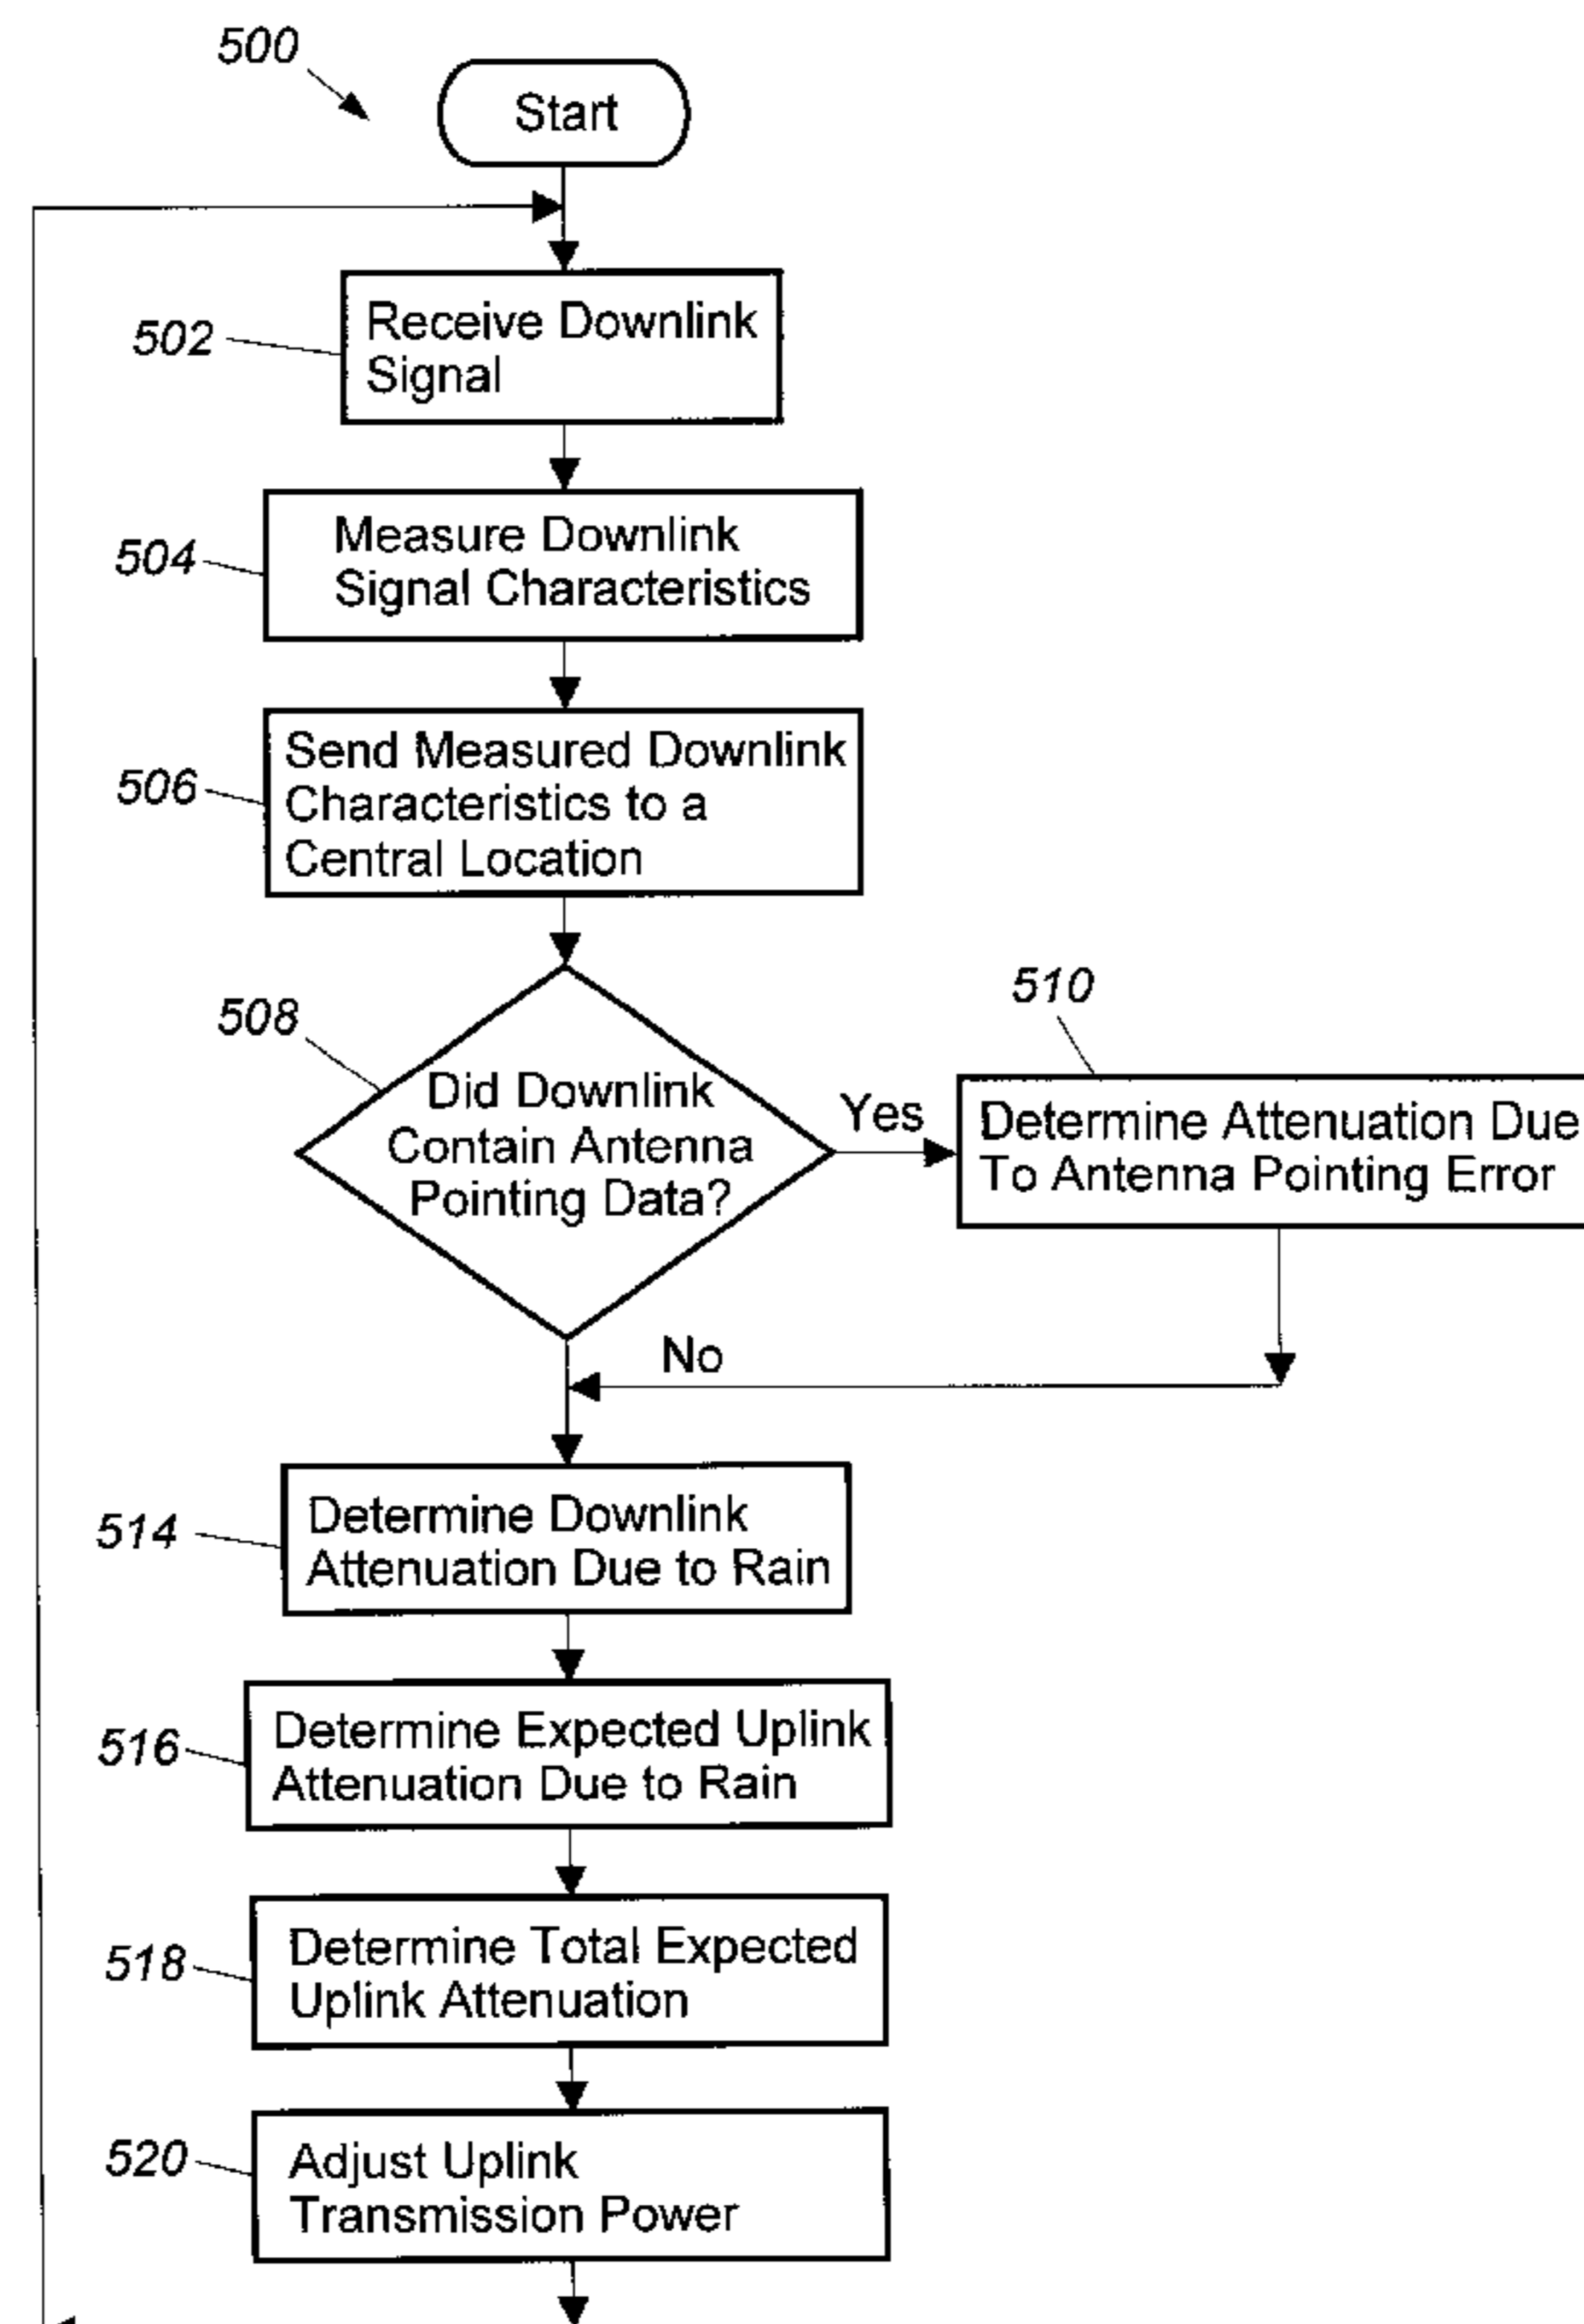 500
Start
502
Receive Downlink
Signal
504
Measure Downlink
Signal Characteristics
506
Send Measured Downlink
Characteristics to a
Central Location
508
Did Downlink
Contain Antenna
Pointing Data?
Yes
510
Determine Attenuation Due
To Antenna Pointing Error
No
514
Determine Downlink
Attenuation Due to Rain
516
Determine Expected Uplink
Attenuation Due to Rain
518
Determine Total Expected
Uplink Attenuation
520
Adjust Uplink
Transmission Power